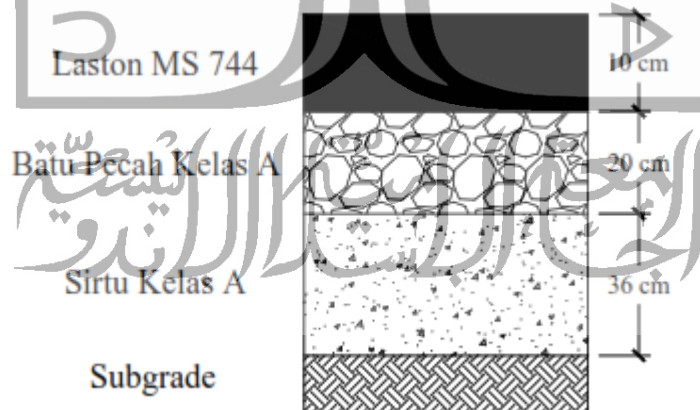 Laston MS 744
10 cm
Batu Pecah Kelas A
20 cm
Sirtu Kelas A
36 cm
Subgrade